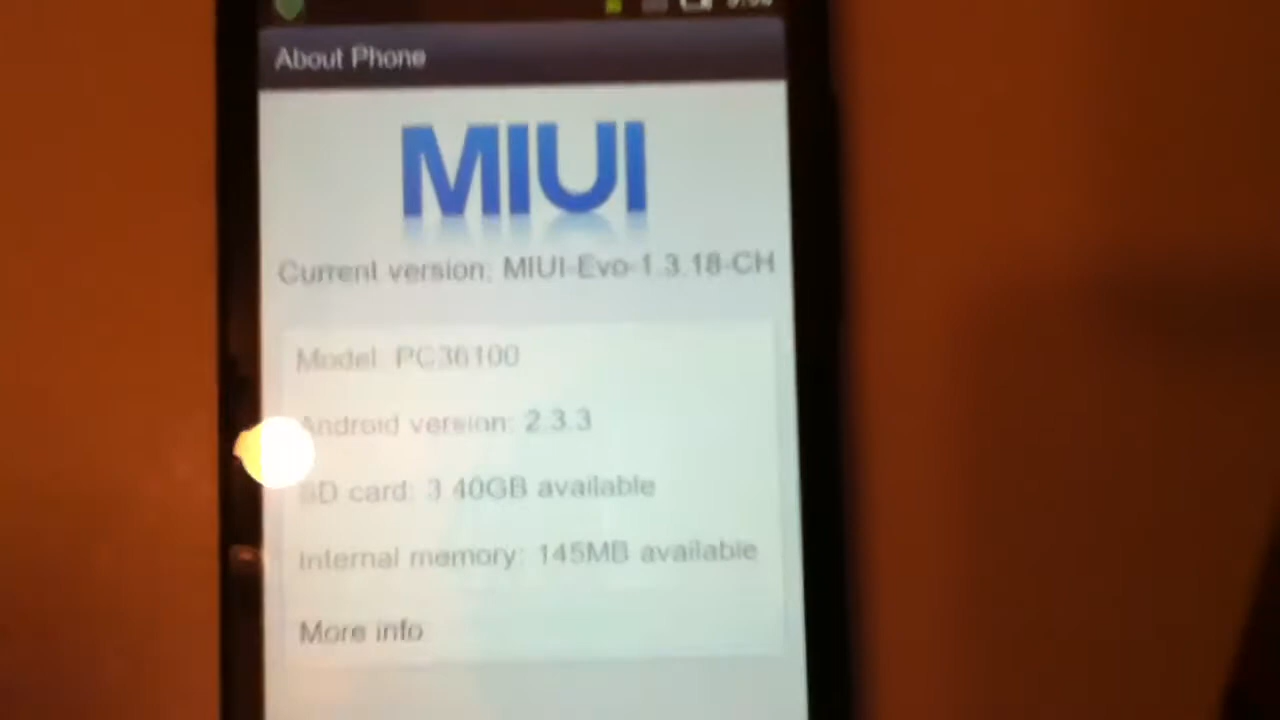 About Phone
MIUI
Current version: MIUI-Evo-1.3.18-CH
Model: PC36100
Android version: 2.3.3
SD card: 3.40GB available
Internal memory: 145MB available
More info